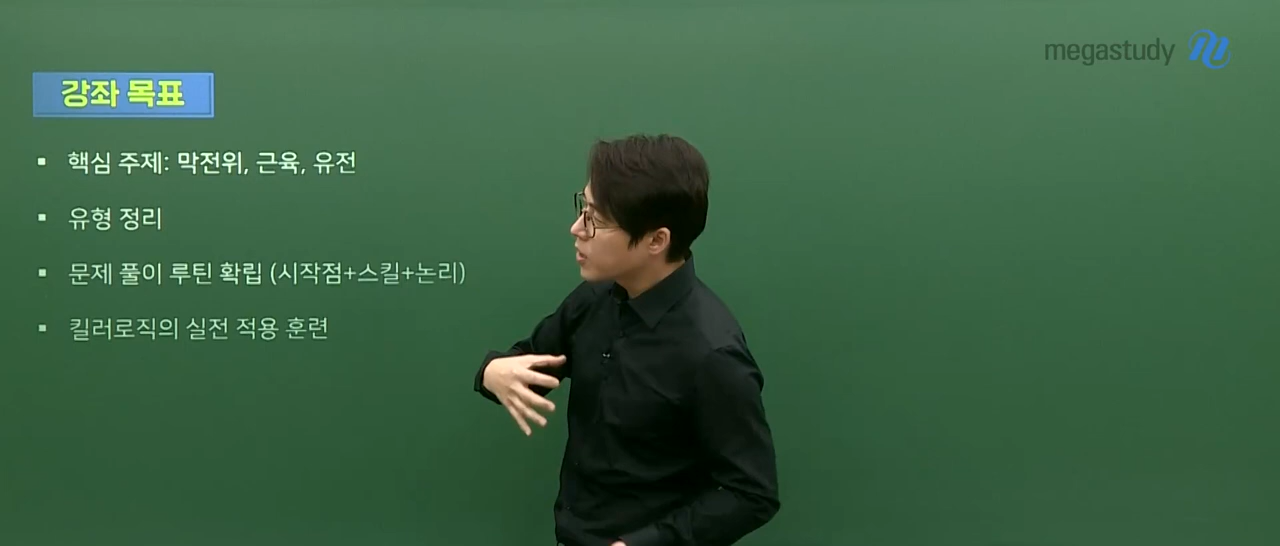 megastudy
강좌 목표
▪ 핵심 주제: 막전위, 근육, 유전
▪ 유형 정리
▪ 문제 풀이 루틴 확립 (시작점+스킬+논리)
▪ 킬러로직의 실전 적용 훈련